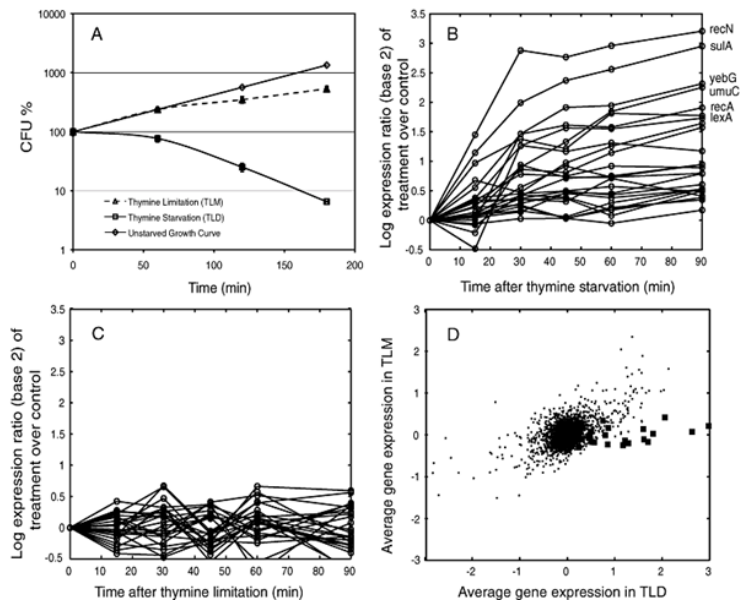 A
10000
1000
100
10
1
CFU %
Thymine Limitation (TLM)
Thymine Starvation (TLD)
Unstarved Growth Curve
0 50 100 150 200
Time (min)
B
Log expression ratio (base 2) of
treatment over control
3.5
3
2.5
2
1.5
1
0.5
0
-0.5
recN
sulA
yebG
umuC
recA
lexA
0 10 20 30 40 50 60 70 80 90
Time after thymine starvation (min)
C
Log expression ratio (base 2) of
treatment over control
3.5
3
2.5
2
1.5
1
0.5
0
-0.5
0 10 20 30 40 50 60 70 80 90
Time after thymine limitation (min)
D
Average gene expression in TLM
3
2
1
0
-1
-2
-3
-2 -1 0 1 2 3
Average gene expression in TLD